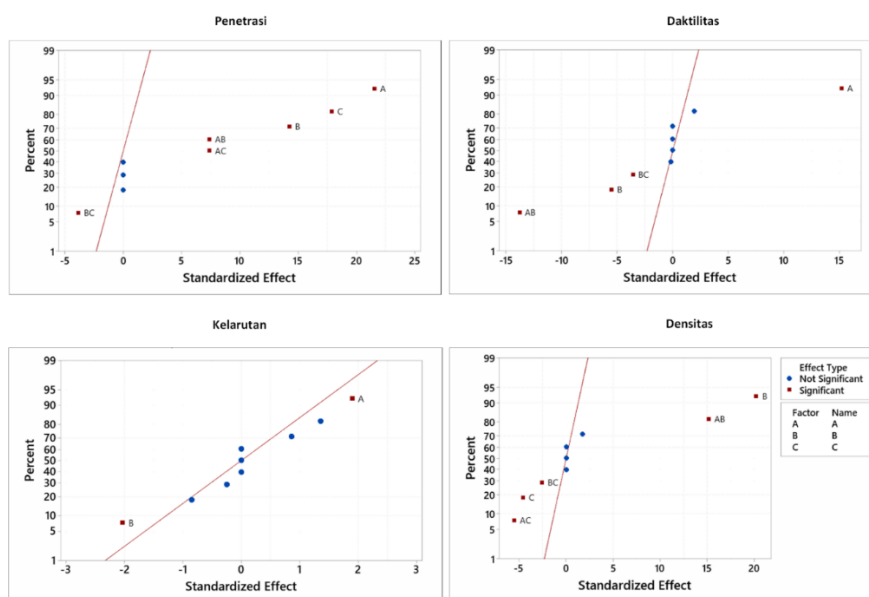 Penetrasi
99
95
90
80
70
60
50
40
30
20
10
5
1
Percent
A
C
B
AB
AC
BC
-5
0
5
10
15
20
25
Standardized Effect
Daktilitas
99
95
90
80
70
60
50
40
30
20
10
5
1
Percent
A
BC
B
AB
-15
-10
-5
0
5
10
15
Standardized Effect
Kelarutan
99
95
90
80
70
60
50
40
30
20
10
5
1
Percent
A
B
-3
-2
-1
0
1
2
3
Standardized Effect
Densitas
99
95
90
80
70
60
50
40
30
20
10
5
1
Percent
B
AB
BC
C
AC
-5
0
5
10
15
20
Standardized Effect
Effect Type
Not Significant
Significant
Factor Name
A A
B B
C C